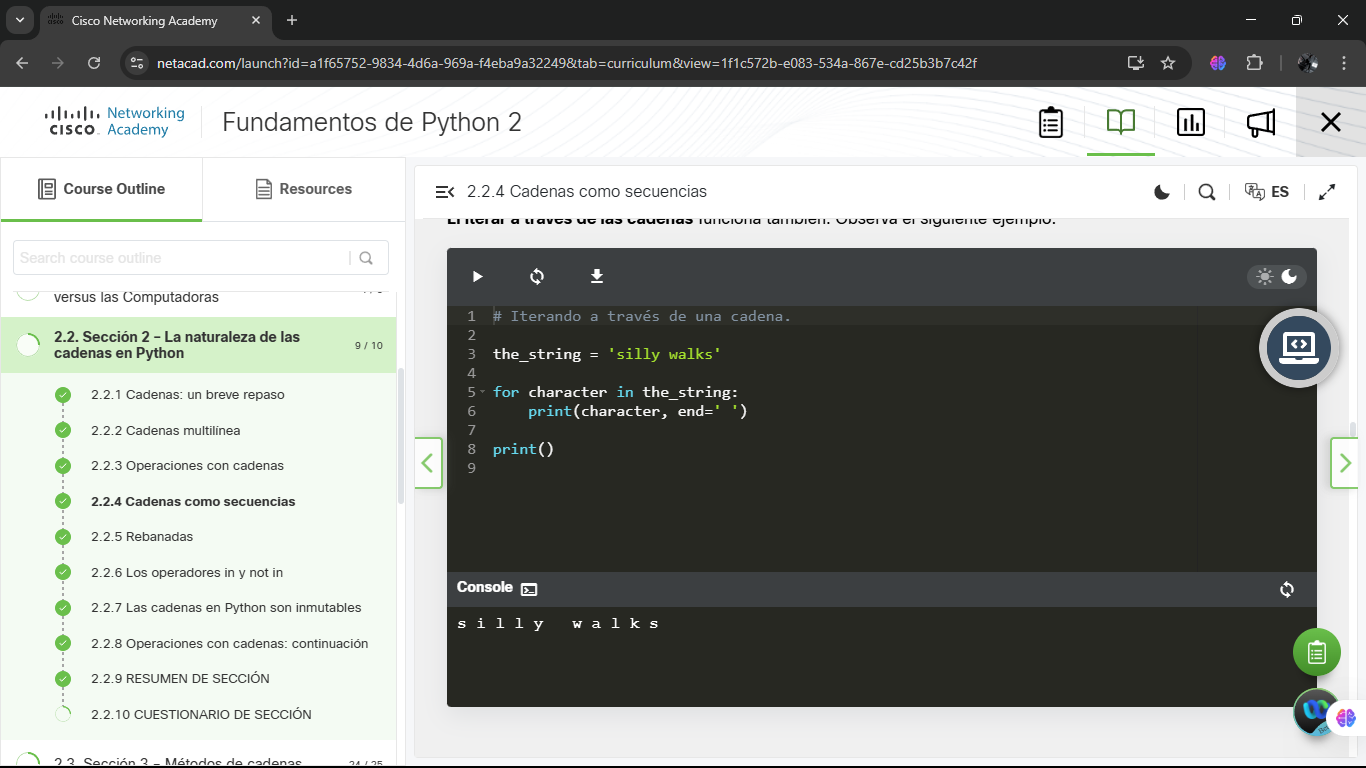 Cisco Networking Academy
netacad.com/launch?id=a1f65752-9834-4d6a-969a-f4eba9a32249&tab=curriculum&view=1f1c572b-e083-534a-867e-cd25b3b7c42f
cisco Networking Academy
Fundamentos de Python 2
Course Outline
Resources
Search course outline
versus las Computadoras
2.2. Sección 2 – La naturaleza de las
cadenas en Python
9 / 10
2.2.1 Cadenas: un breve repaso
2.2.2 Cadenas multilínea
2.2.3 Operaciones con cadenas
2.2.4 Cadenas como secuencias
2.2.5 Rebanadas
2.2.6 Los operadores in y not in
2.2.7 Las cadenas en Python son inmutables
2.2.8 Operaciones con cadenas: continuación
2.2.9 RESUMEN DE SECCIÓN
2.2.10 CUESTIONARIO DE SECCIÓN
2.3. Sección 3 – Métodos de cadenas
24 / 25
2.2.4 Cadenas como secuencias
ES
El iterar a través de las cadenas funciona también. Observa el siguiente ejemplo:
1 # Iterando a través de una cadena.
2
3 the_string = 'silly walks'
4
5 for character in the_string:
6     print(character, end=' ')
7
8 print()
9
Console
s i l l y   w a l k s